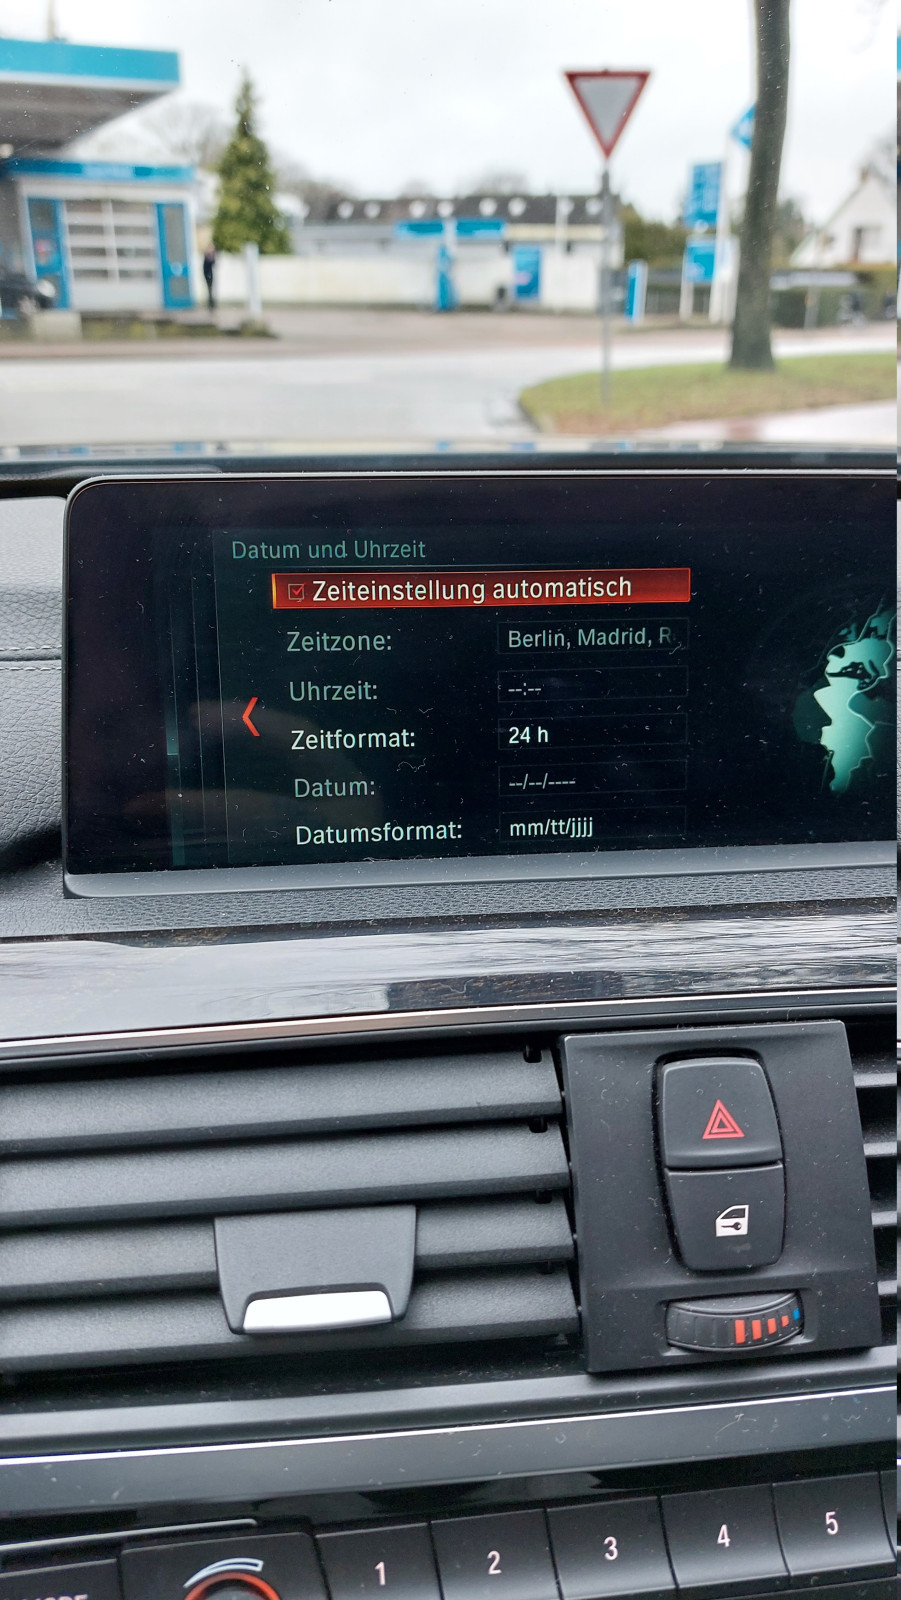 Datum und Uhrzeit
Zeiteinstellung automatisch
Zeitzone: Berlin, Madrid, R
Uhrzeit: --:--
Zeitformat: 24 h
Datum: --/--/----
Datumsformat: mm/tt/jjjj
1 2 3 4 5